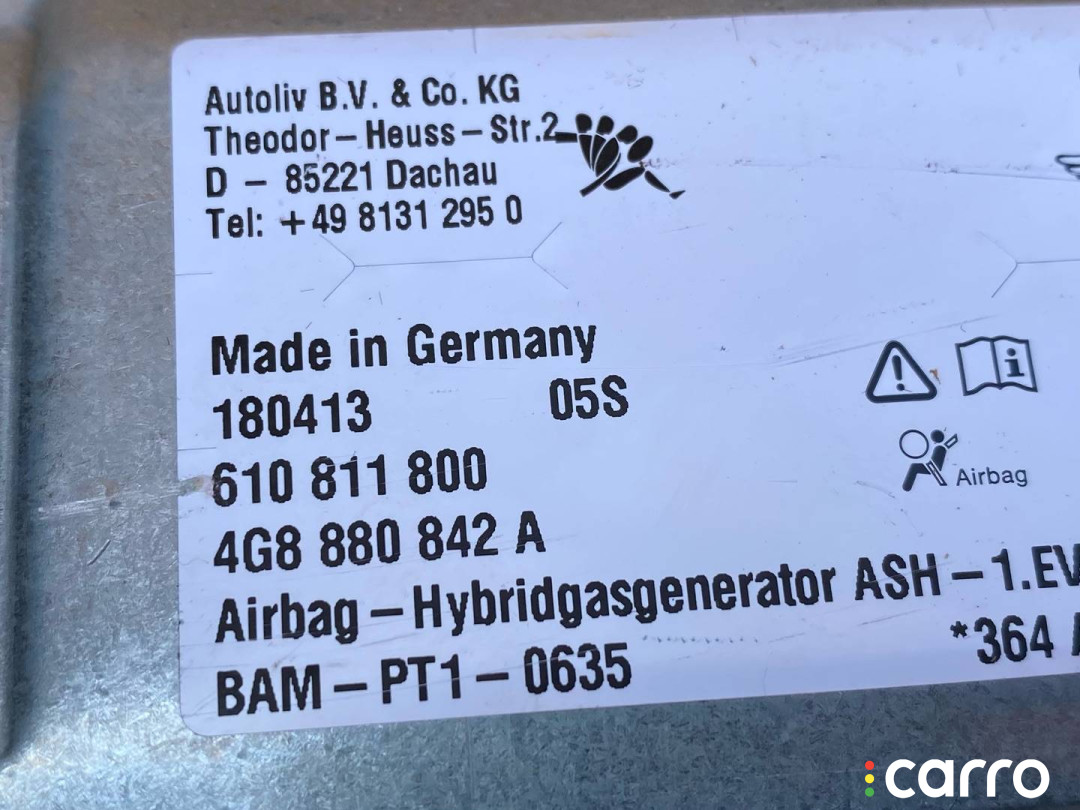 Autoliv B.V. & Co. KG
Theodor – Heuss – Str.2
D – 85221 Dachau
Tel: +49 8131 295 0
Made in Germany
180413 05S
610 811 800
4G8 880 842 A
Airbag
Airbag – Hybridgasgenerator ASH – 1.EV
BAM – PT1 – 0635 *364
carro